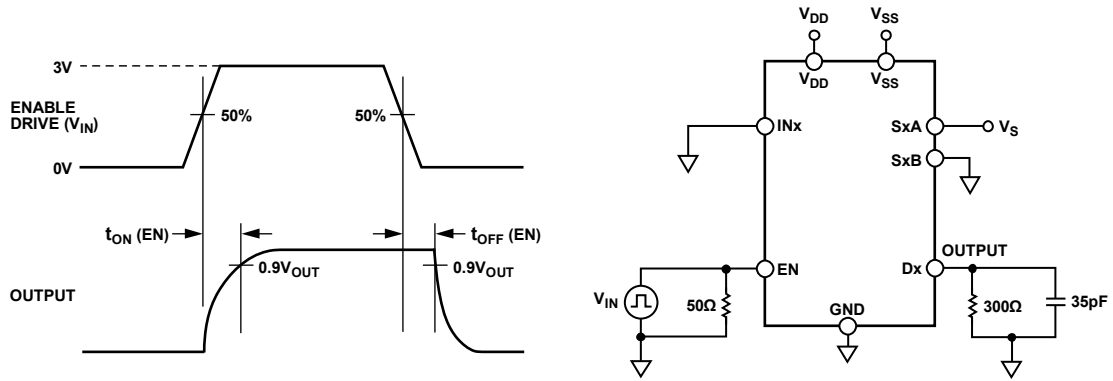 3V
ENABLE
DRIVE (VIN)
50%
50%
0V
tON (EN)
tOFF (EN)
0.9VOUT
0.9VOUT
OUTPUT
VDD
VSS
VDD
VSS
INx
SxA
VS
SxB
OUTPUT
EN
Dx
VIN
50Ω
GND
300Ω
35pF